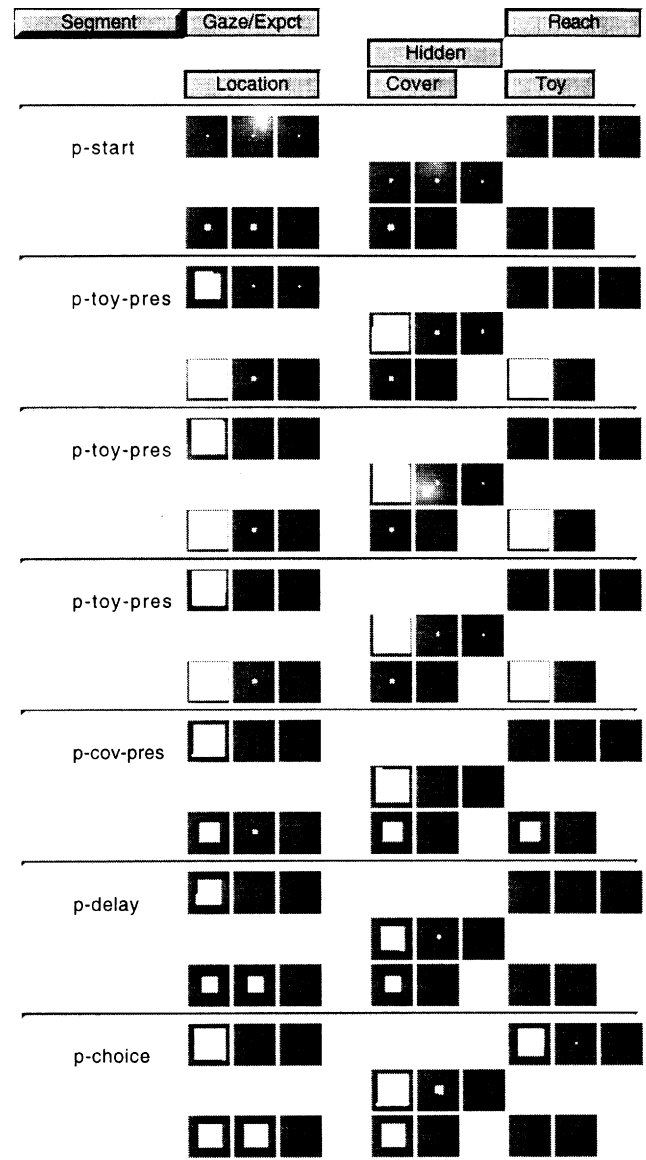 Segment Gaze/Expct Reach
Hidden
Location Cover Toy
p-start
p-toy-pres
p-toy-pres
p-toy-pres
p-cov-pres
p-delay
p-choice